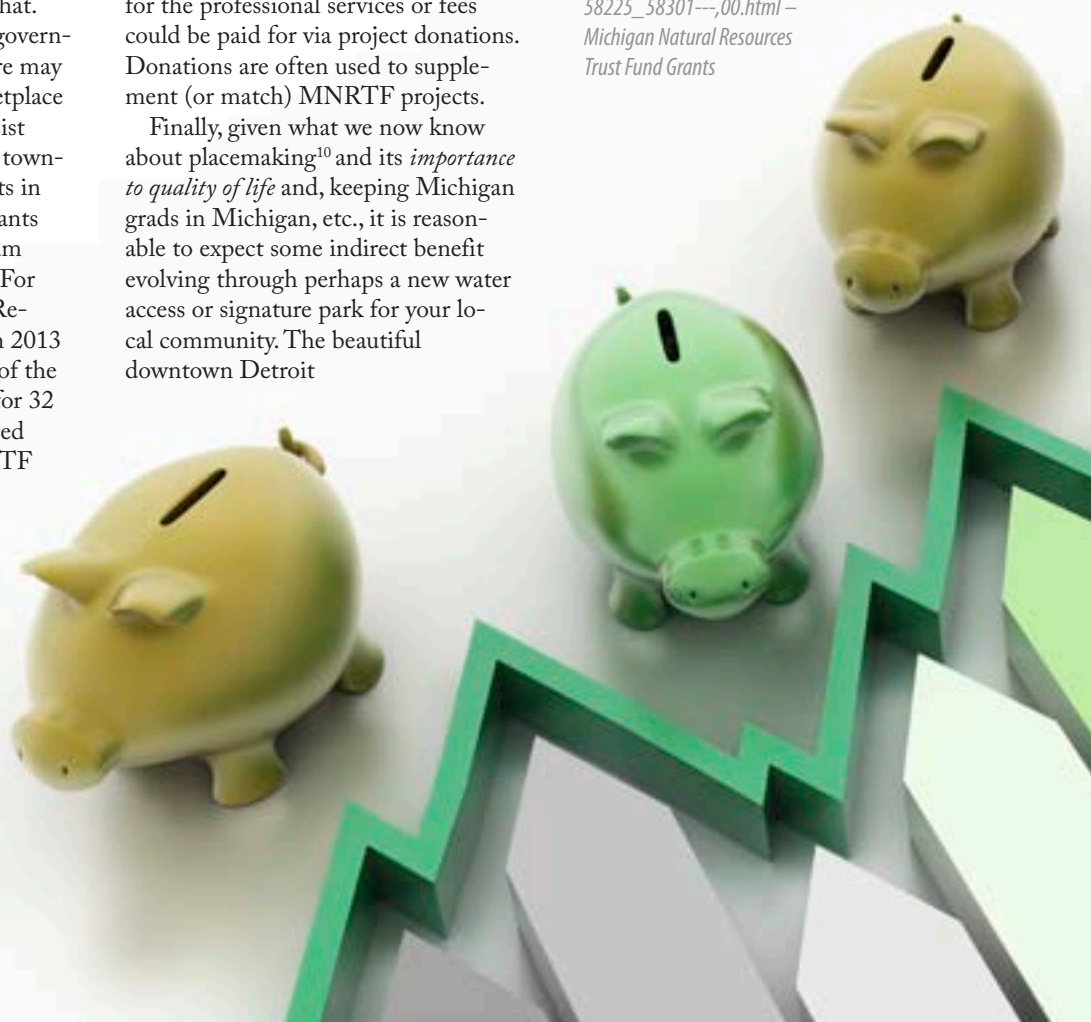 hat.
govern-
re may
etplace
ist
town-
ts in
ants
m
For
Re-
n 2013
of the
for 32
ed
TF
for the professional services or fees
could be paid for via project donations.
Donations are often used to supple-
ment (or match) MNRTF projects.
Finally, given what we now know
about placemaking¹⁰ and its importance
to quality of life and, keeping Michigan
grads in Michigan, etc., it is reason-
able to expect some indirect benefit
evolving through perhaps a new water
access or signature park for your lo-
cal community. The beautiful
downtown Detroit
58225_58301---,00.html –
Michigan Natural Resources
Trust Fund Grants